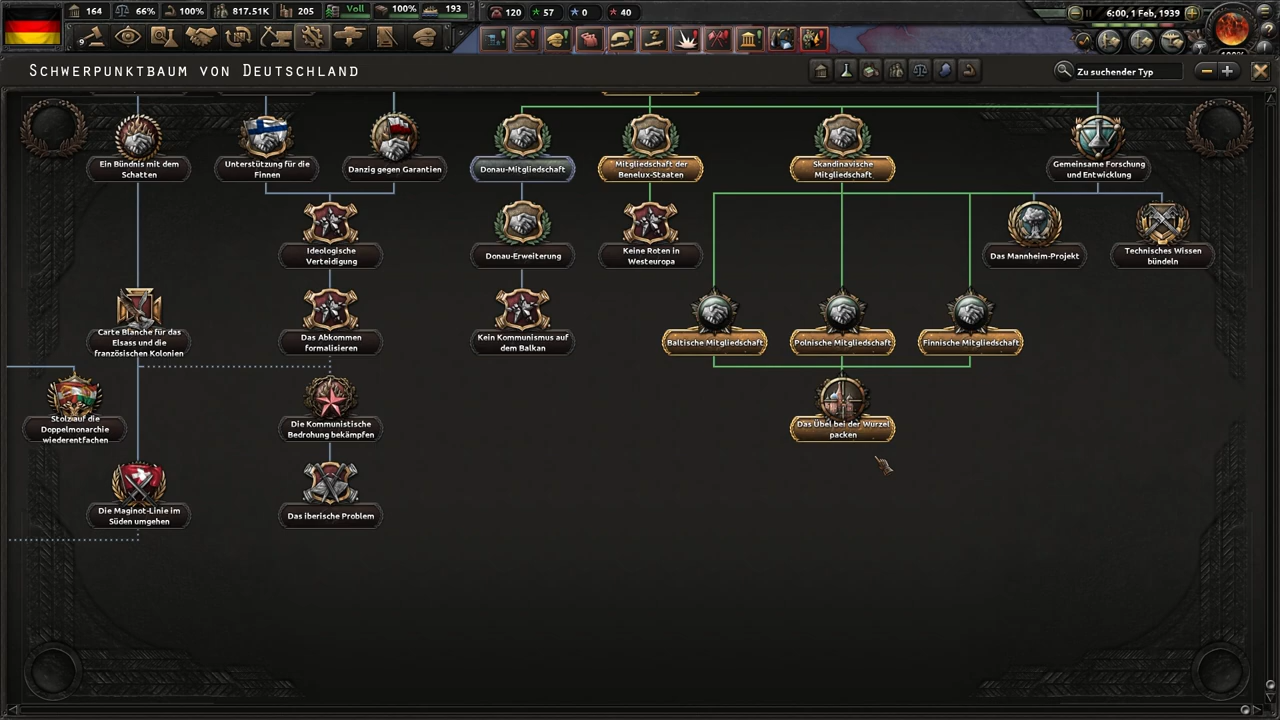 164 66% 100% 817.51K 205 Voll 100% 193 120 57 0 40 6:00, 1 Feb, 1939
9
100%
Schwerpunktbaum von Deutschland
Zu suchender Typ
Ein Bündnis mit dem
Schatten
Unterstützung für die
Finnen
Danzig gegen Garantien
Donau-Mitgliedschaft
Mitgliedschaft der
Benelux-Staaten
Skandinavische
Mitgliedschaft
Gemeinsame Forschung
und Entwicklung
Ideologische
Verteidigung
Donau-Erweiterung
Keine Roten in
Westeuropa
Das Mannheim-Projekt
Technisches Wissen
bündeln
Carte Blanche für das
Elsass und die
französischen Kolonien
Das Abkommen
formalisieren
Kein Kommunismus auf
dem Balkan
Baltische Mitgliedschaft
Polnische Mitgliedschaft
Finnische Mitgliedschaft
Stolz auf die
Doppelmonarchie
wiederentfachen
Die Kommunistische
Bedrohung bekämpfen
Das Übel bei der Wurzel
packen
Die Maginot-Linie im
Süden umgehen
Das iberische Problem